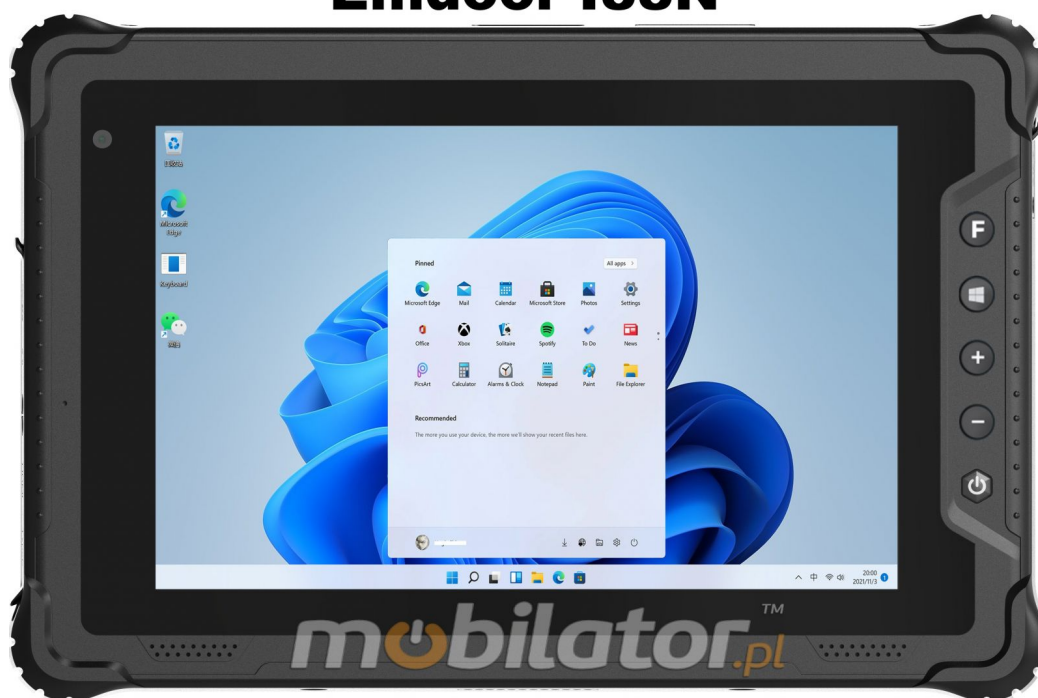 Microsoft
Edge
Keyboard
Pinned
All apps >
Microsoft Edge
Mail
Calendar
Microsoft Store
Photos
Settings
Office
Xbox
Solitaire
Spotify
To Do
News
PicsArt
Calculator
Alarms & Clock
Notepad
Paint
File Explorer
Recommended
The more you use your device, the more we'll show your recent files here.
F
+
-
中
20:00
2021/11/3
mobilator.pl
TM